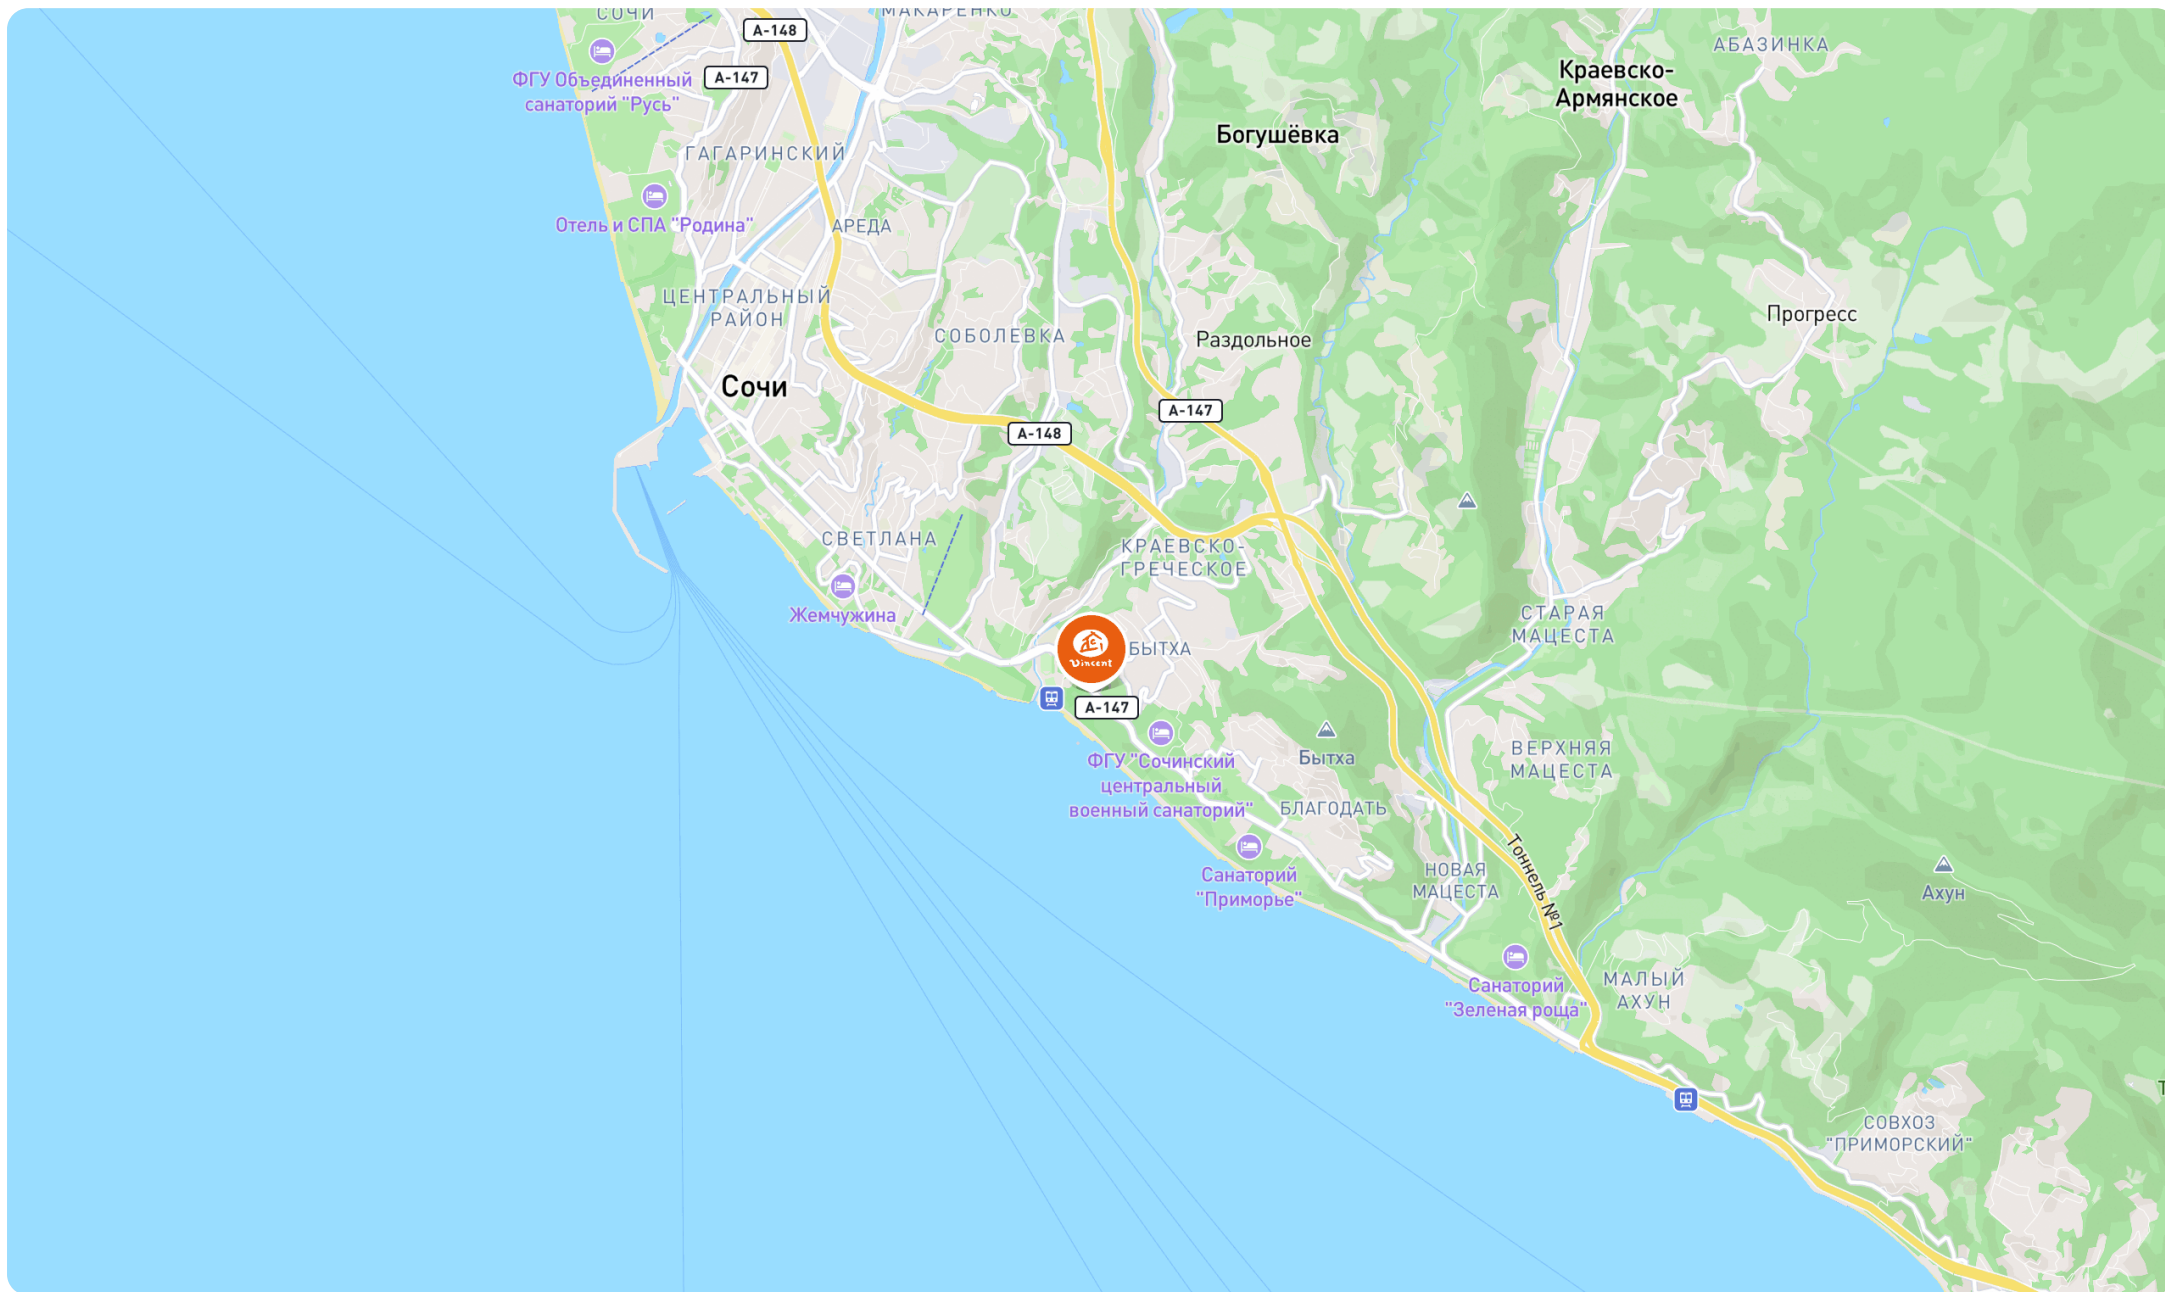 СОЧИ
МАКАРЕНКО
А-148
АБАЗИНКА
ФГУ Объединенный
санаторий "Русь"
А-147
Краевско-
Армянское
Богушёвка
ГАГАРИНСКИЙ
Отель и СПА "Родина"
АРЕДА
ЦЕНТРАЛЬНЫЙ
РАЙОН
СОБОЛЕВКА
Раздольное
Прогресс
Сочи
А-147
А-148
СВЕТЛАНА
КРАЕВСКО-
ГРЕЧЕСКОЕ
Жемчужина
СТАРАЯ
МАЦЕСТА
Vincent
БЫТХА
А-147
ФГУ "Сочинский
центральный
военный санаторий"
Бытха
ВЕРХНЯЯ
МАЦЕСТА
БЛАГОДАТЬ
Санаторий
"Приморье"
НОВАЯ
МАЦЕСТА
Тоннель №1
Ахун
Санаторий
"Зеленая роща"
МАЛЫЙ
АХУН
СОВХОЗ
"ПРИМОРСКИЙ"